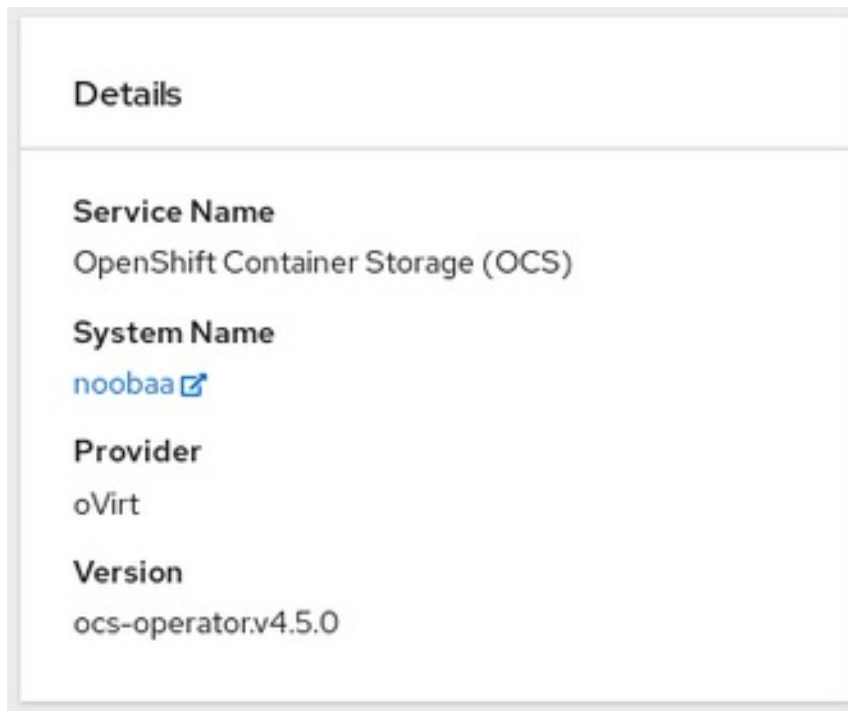 Details
Service Name
OpenShift Container Storage (OCS)
System Name
noobaa
Provider
oVirt
Version
ocs-operator.v4.5.0